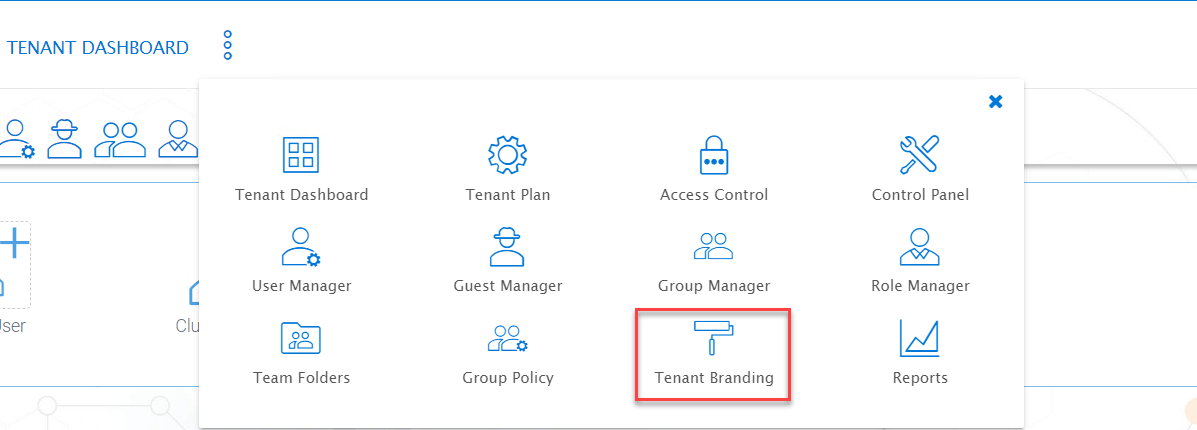 TENANT DASHBOARD
Tenant Dashboard
Tenant Plan
Access Control
Control Panel
User Manager
Guest Manager
Group Manager
Role Manager
Team Folders
Group Policy
Tenant Branding
Reports
User
Clu